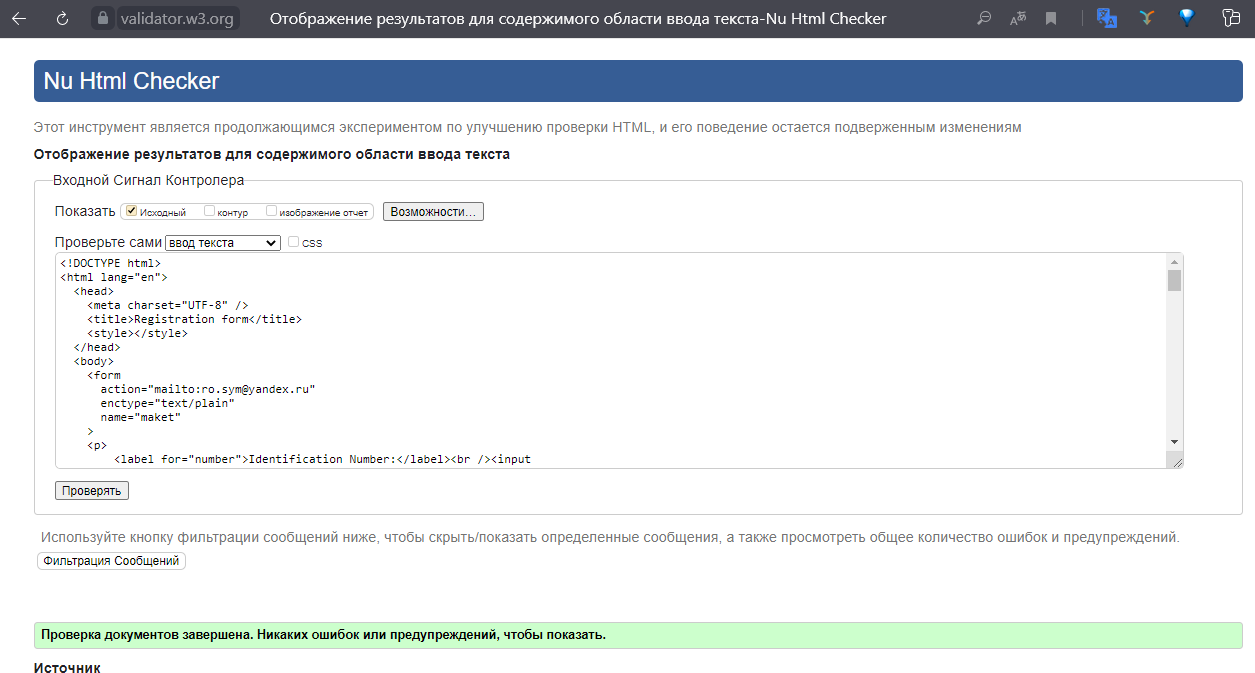 validator.w3.org Отображение результатов для содержимого области ввода текста-Nu Html Checker
Nu Html Checker
Этот инструмент является продолжающимся экспериментом по улучшению проверки HTML, и его поведение остается подверженным изменениям
Отображение результатов для содержимого области ввода текста
Входной Сигнал Контролера
Показать Исходный контур изображение отчет Возможности...
Проверьте сами ввод текста css
<!DOCTYPE html>
<html lang="en">
<head>
<meta charset="UTF-8" />
<title>Registration form</title>
<style></style>
</head>
<body>
<form
action="mailto:ro.sym@yandex.ru"
enctype="text/plain"
name="maket"
>
<p>
<label for="number">Identification Number:</label><br /><input
Проверять
Используйте кнопку фильтрации сообщений ниже, чтобы скрыть/показать определенные сообщения, а также просмотреть общее количество ошибок и предупреждений.
Фильтрация Сообщений
Проверка документов завершена. Никаких ошибок или предупреждений, чтобы показать.
Источник